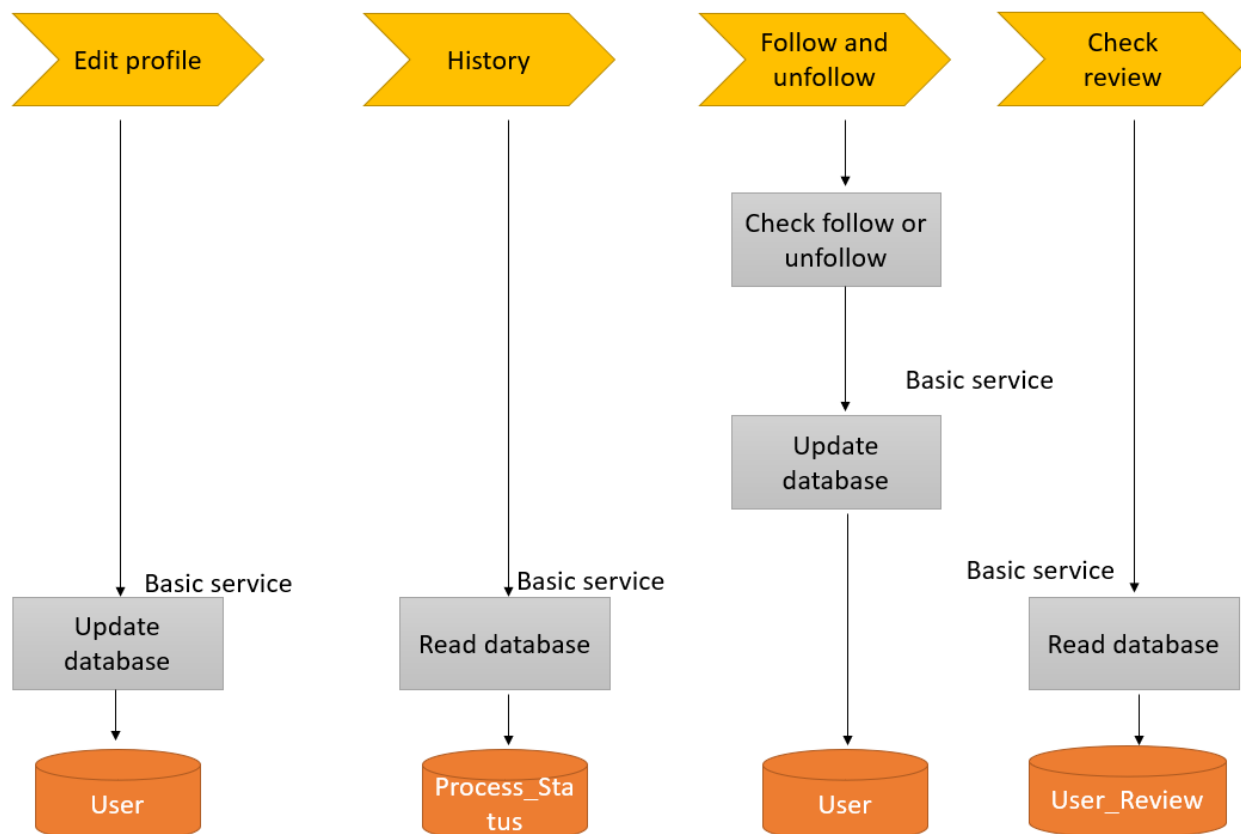 Edit profile
History
Follow and
unfollow
Check
review
Check follow or
unfollow
Basic service
Update
database
Basic service
Basic service
Basic service
Update
database
Read database
Read database
User
Process_Sta
tus
User
User_Review